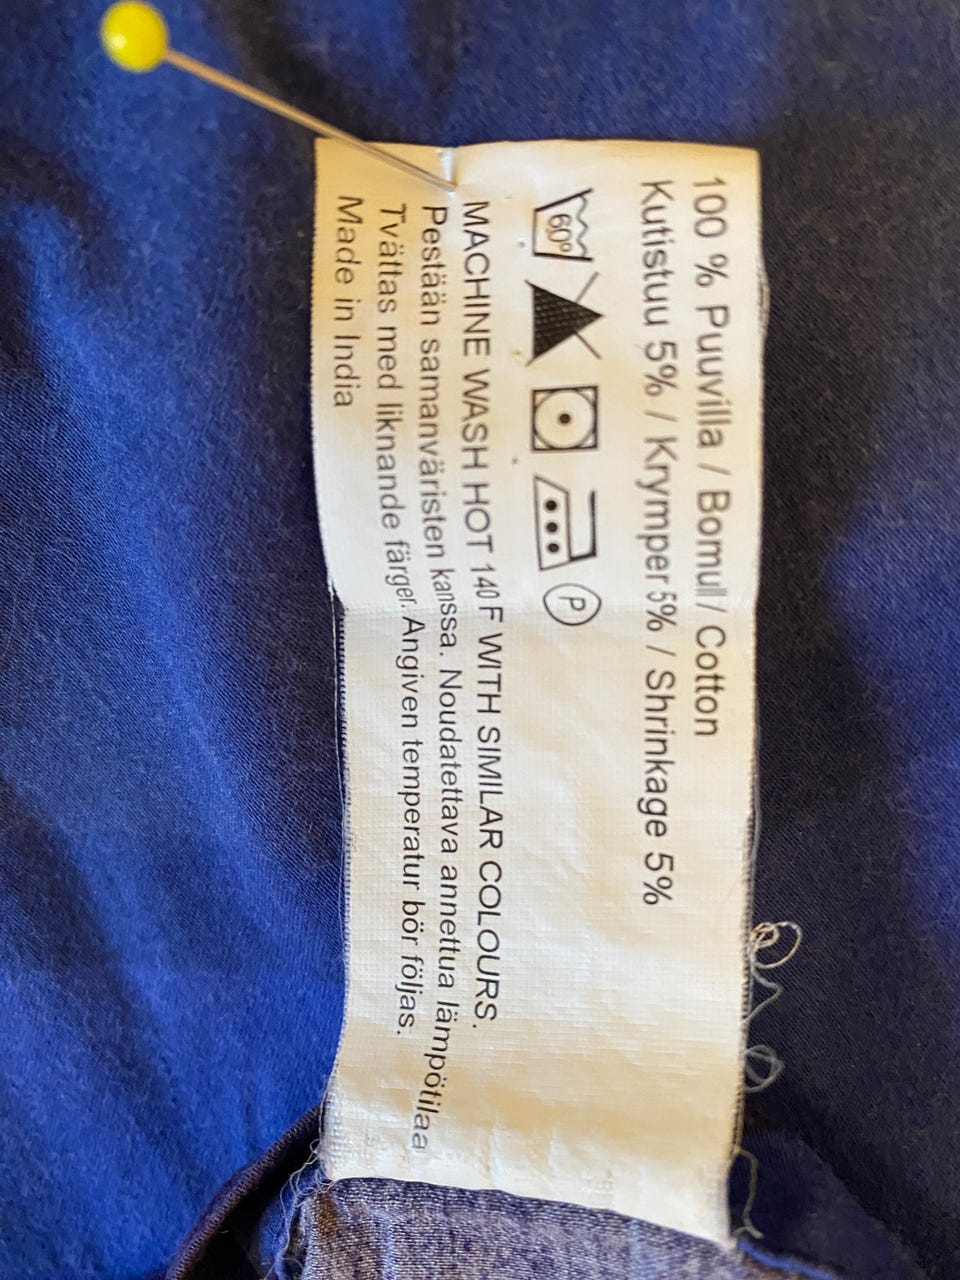 100 % Puuvilla / Bomull / Cotton
Kutistuu 5% / Krymper 5% / Shrinkage 5%
60° P
MACHINE WASH HOT 140 F WITH SIMILAR COLOURS.
Pestään samanväristen kanssa. Noudatettava annettua lämpötilaa
Tvättas med liknande färger. Angiven temperatur bör följas.
Made in India